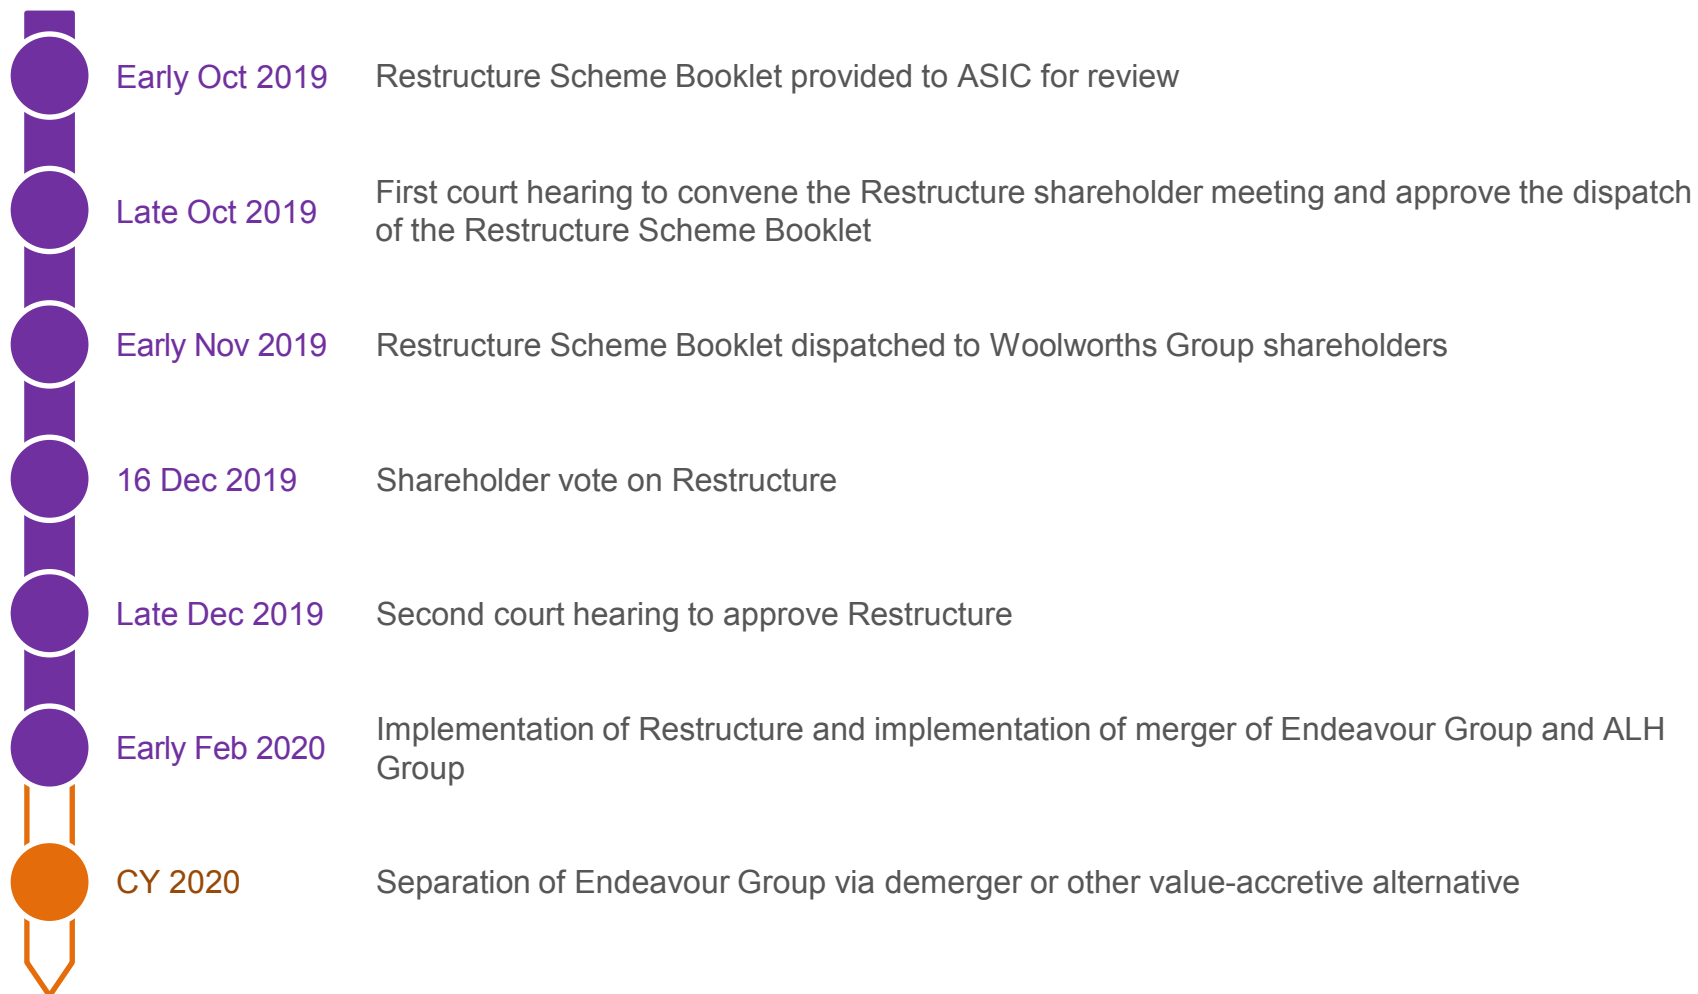 Early Oct 2019
Restructure Scheme Booklet provided to ASIC for review
Late Oct 2019
First court hearing to convene the Restructure shareholder meeting and approve the dispatch
of the Restructure Scheme Booklet
Early Nov 2019
Restructure Scheme Booklet dispatched to Woolworths Group shareholders
16 Dec 2019
Shareholder vote on Restructure
Late Dec 2019
Second court hearing to approve Restructure
Early Feb 2020
Implementation of Restructure and implementation of merger of Endeavour Group and ALH
Group
CY 2020
Separation of Endeavour Group via demerger or other value-accretive alternative